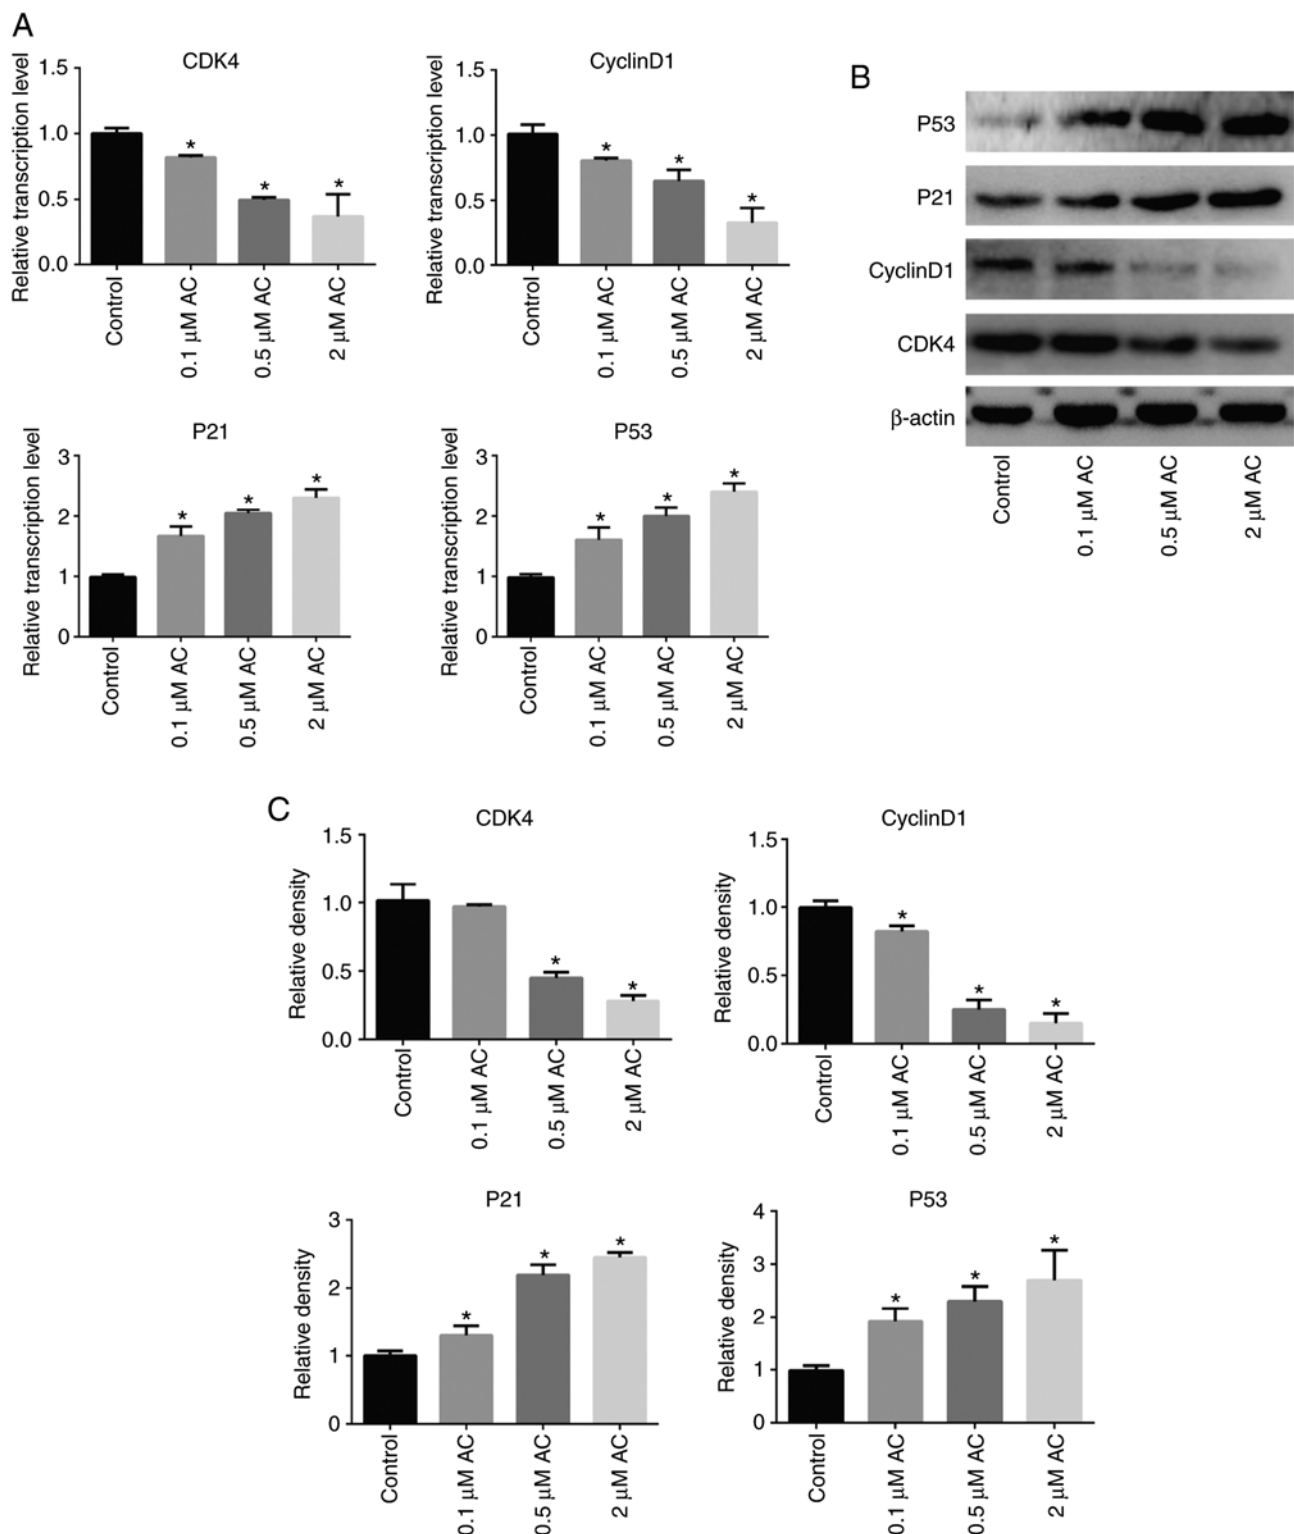 A
CDK4
Relative transcription level
1.5
1.0
0.5
0.0
*
*
*
Control
0.1 µM AC
0.5 µM AC
2 µM AC
CyclinD1
Relative transcription level
1.5
1.0
0.5
0.0
*
*
*
Control
0.1 µM AC
0.5 µM AC
2 µM AC
P21
Relative transcription level
3
2
1
0
*
*
*
Control
0.1 µM AC
0.5 µM AC
2 µM AC
P53
Relative transcription level
3
2
1
0
*
*
*
Control
0.1 µM AC
0.5 µM AC
2 µM AC
B
P53
P21
CyclinD1
CDK4
β-actin
Control
0.1 µM AC
0.5 µM AC
2 µM AC
C
CDK4
Relative density
1.5
1.0
0.5
0.0
*
*
Control
0.1 µM AC
0.5 µM AC
2 µM AC
CyclinD1
Relative density
1.5
1.0
0.5
0.0
*
*
*
Control
0.1 µM AC
0.5 µM AC
2 µM AC
P21
Relative density
3
2
1
0
*
*
*
Control
0.1 µM AC
0.5 µM AC
2 µM AC
P53
Relative density
4
3
2
1
0
*
*
*
Control
0.1 µM AC
0.5 µM AC
2 µM AC